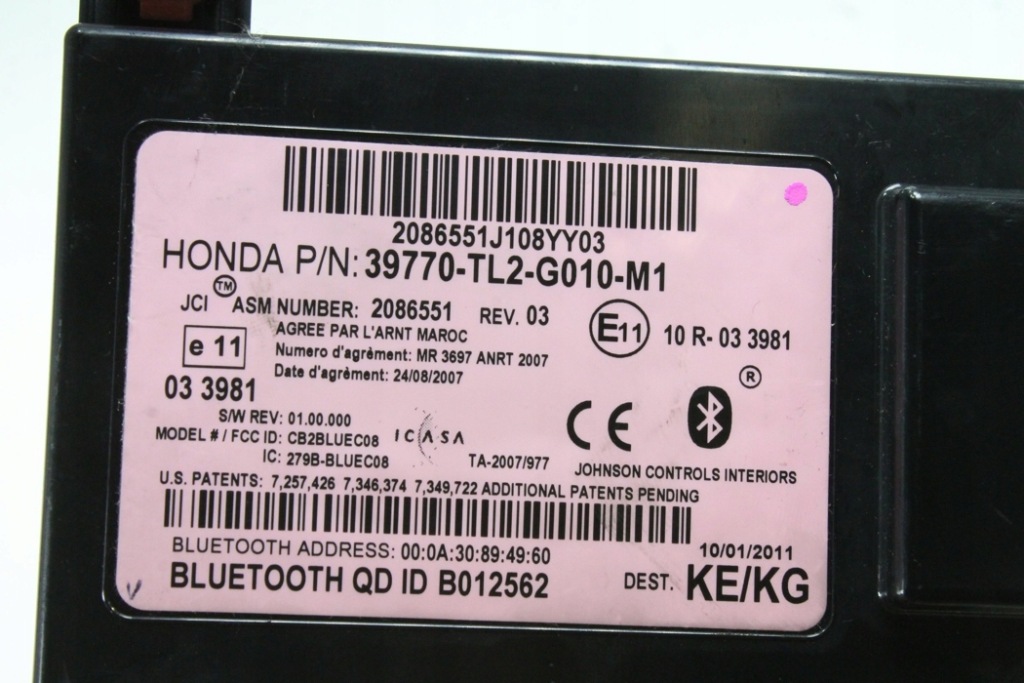 2086551J108YY03
HONDA P/N: 39770-TL2-G010-M1
JCI TM ASM NUMBER: 2086551 REV. 03
AGREE PAR L'ARNT MAROC
Numero d'agrèment: MR 3697 ANRT 2007
Date d'agrèment: 24/08/2007
e 11
03 3981
E11 10 R- 03 3981
S/W REV: 01.00.000
MODEL # / FCC ID: CB2BLUEC08
IC: 279B-BLUEC08
ICASA
TA-2007/977
CE ®
JOHNSON CONTROLS INTERIORS
U.S. PATENTS: 7,257,426 7,346,374 7,349,722 ADDITIONAL PATENTS PENDING
BLUETOOTH ADDRESS: 00:0A:30:89:49:60
10/01/2011
BLUETOOTH QD ID B012562
DEST. KE/KG